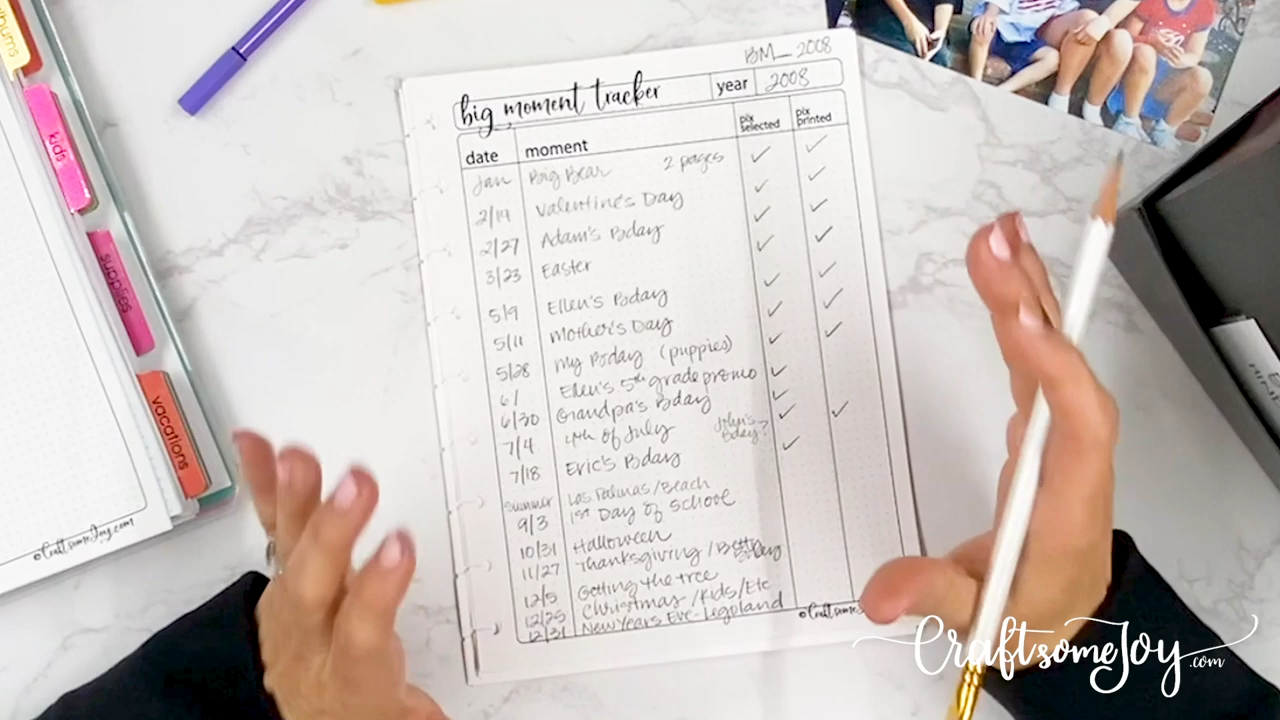 albums
kids
supplies
vacations
©CraftsomeJoy.com
BM_2008
big moment tracker year 2008
date moment pix selected pix printed
Jan Big Bear 2 pages ✓ ✓
2/14 Valentine's Day ✓ ✓
2/27 Adam's Bday ✓ ✓
3/23 Easter ✓ ✓
5/9 Ellen's Bday ✓ ✓
5/11 Mother's Day ✓ ✓
5/28 my Bday (puppies) ✓ ✓
6/ Ellen's 5th grade promo ✓
6/30 Grandpa's Bday ✓
7/4 4th of July John's Bday? ✓ ✓
7/18 Eric's Bday ✓
Summer Las Palmas/Beach
9/3 1st Day of School
10/31 Halloween
11/27 Thanksgiving /
12/5 Getting the tree
12/25 Christmas/Kids/Etc
12/31 New Years Eve - Legoland
©Craftsome
CraftsomeJoy.com